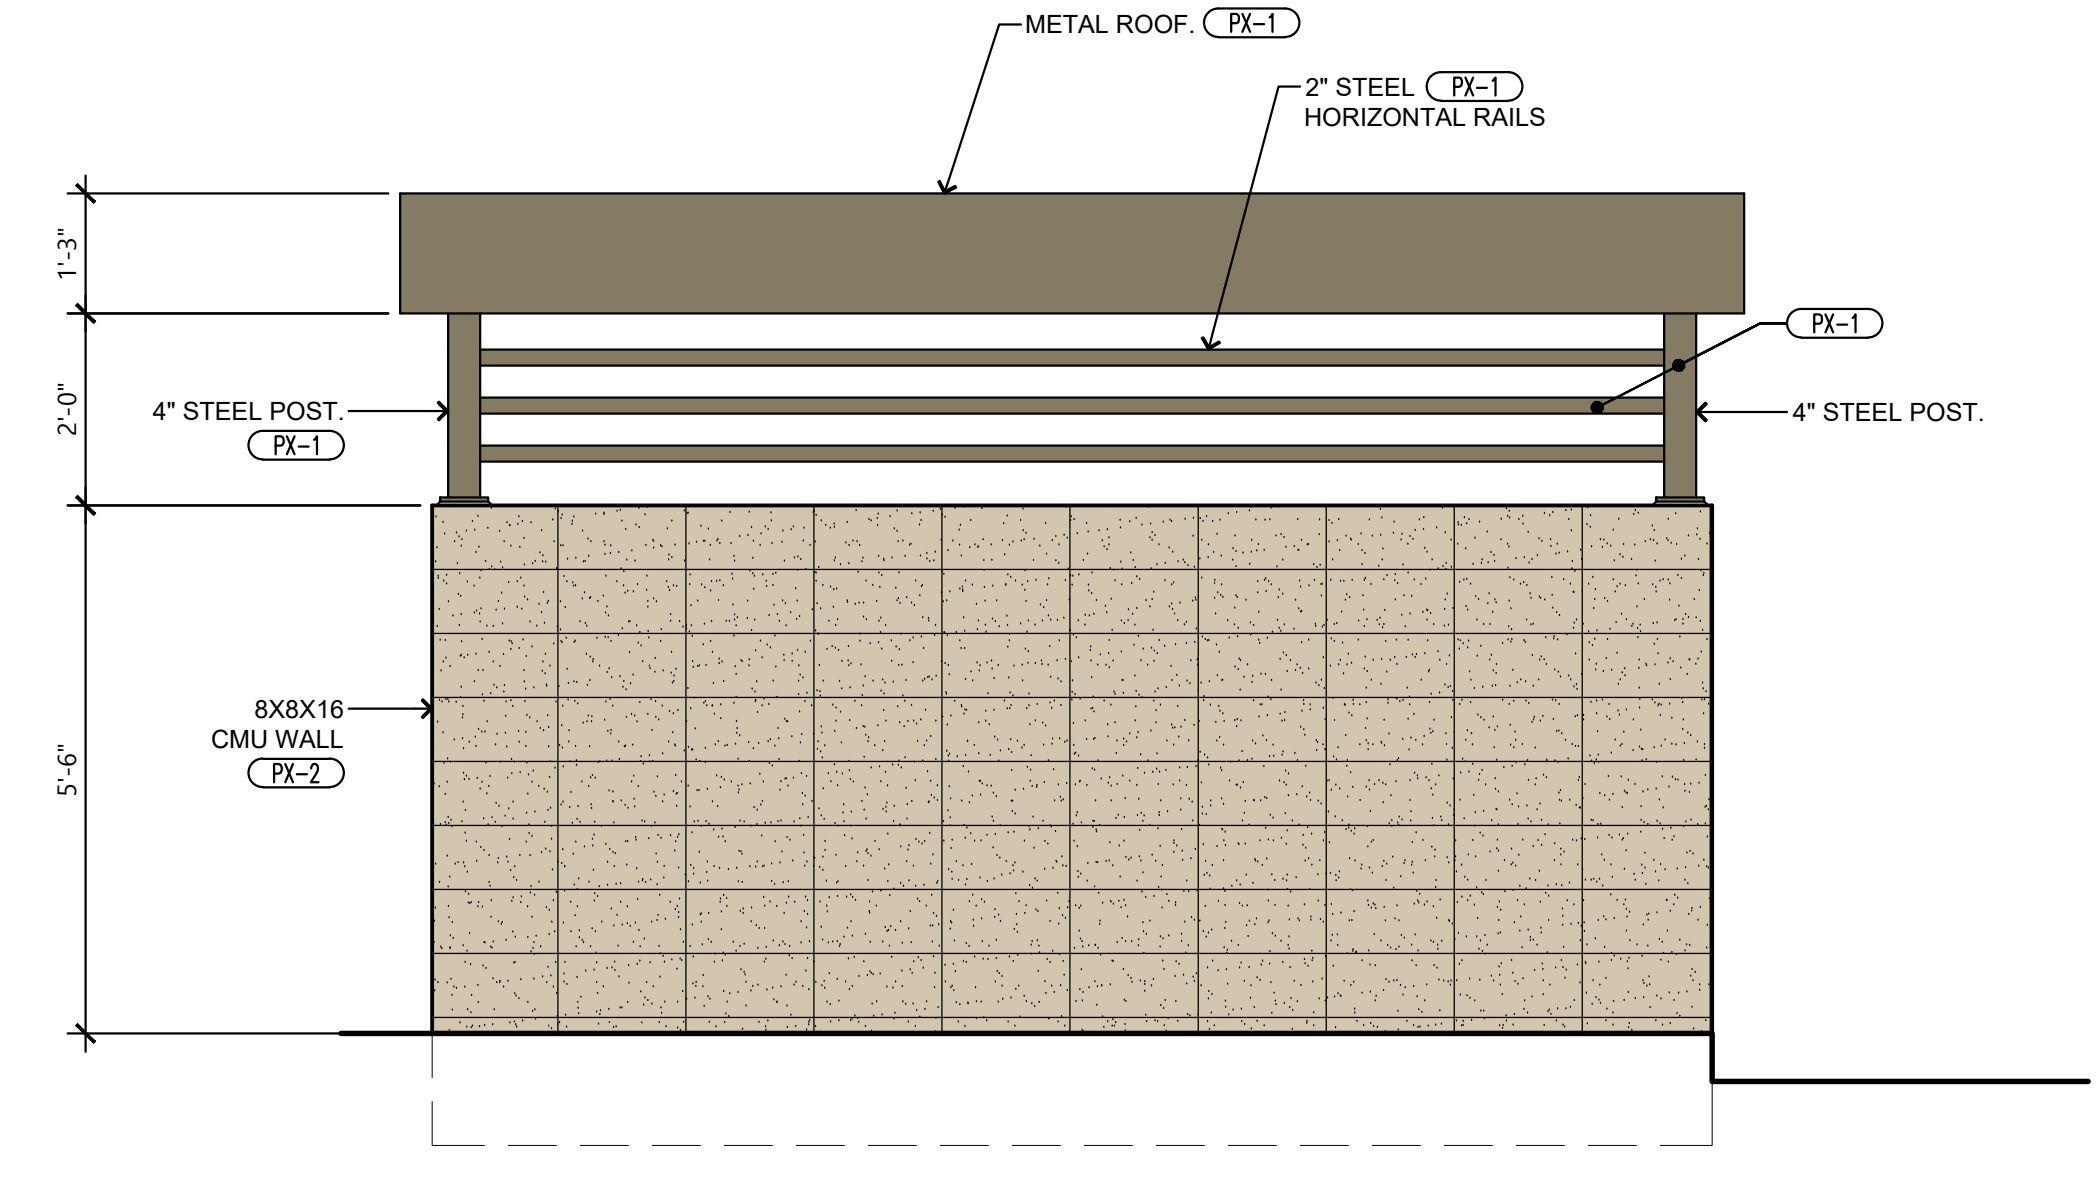 METAL ROOF. PX-1
2" STEEL PX-1
HORIZONTAL RAILS
1'-3"
PX-1
2'-0"
4" STEEL POST.
PX-1
4" STEEL POST.
8X8X16
CMU WALL
PX-2
5'-6"